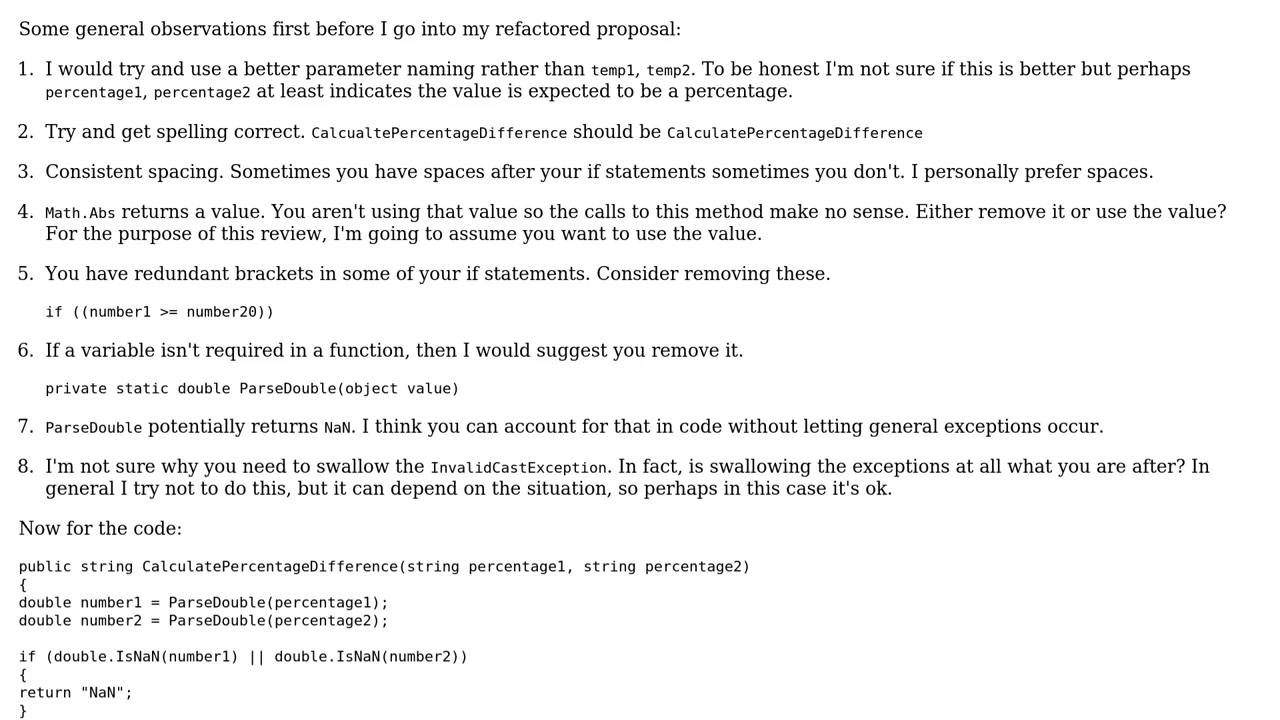 Some general observations first before I go into my refactored proposal:
1. I would try and use a better parameter naming rather than temp1, temp2. To be honest I'm not sure if this is better but perhaps
percentage1, percentage2 at least indicates the value is expected to be a percentage.
2. Try and get spelling correct. CalcualtePercentageDifference should be CalculatePercentageDifference
3. Consistent spacing. Sometimes you have spaces after your if statements sometimes you don't. I personally prefer spaces.
4. Math.Abs returns a value. You aren't using that value so the calls to this method make no sense. Either remove it or use the value?
For the purpose of this review, I'm going to assume you want to use the value.
5. You have redundant brackets in some of your if statements. Consider removing these.
if ((number1 >= number20))
6. If a variable isn't required in a function, then I would suggest you remove it.
private static double ParseDouble(object value)
7. ParseDouble potentially returns NaN. I think you can account for that in code without letting general exceptions occur.
8. I'm not sure why you need to swallow the InvalidCastException. In fact, is swallowing the exceptions at all what you are after? In
general I try not to do this, but it can depend on the situation, so perhaps in this case it's ok.
Now for the code:
public string CalculatePercentageDifference(string percentage1, string percentage2)
{
double number1 = ParseDouble(percentage1);
double number2 = ParseDouble(percentage2);
if (double.IsNaN(number1) || double.IsNaN(number2))
{
return "NaN";
}